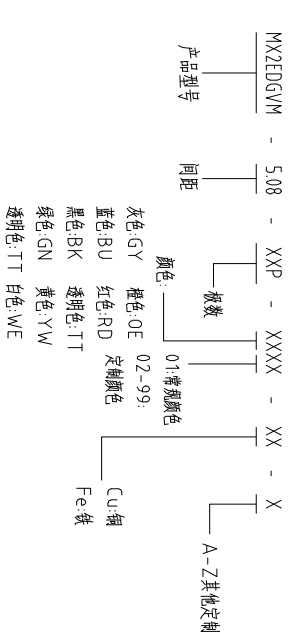 MX2EDGVM - 5.08 - XXP - XXXX - XX - X
产品型号
间距
极数
颜色:
灰色:GY 橙色:OE
蓝色:BU 红色:RD
黑色:BK 透明色:TT
绿色:GN 黄色:YW
透明色:TT 白色:WE
01:常规颜色
02-99:
定制颜色
Cu:铜
Fe:铁
A-Z其他定制